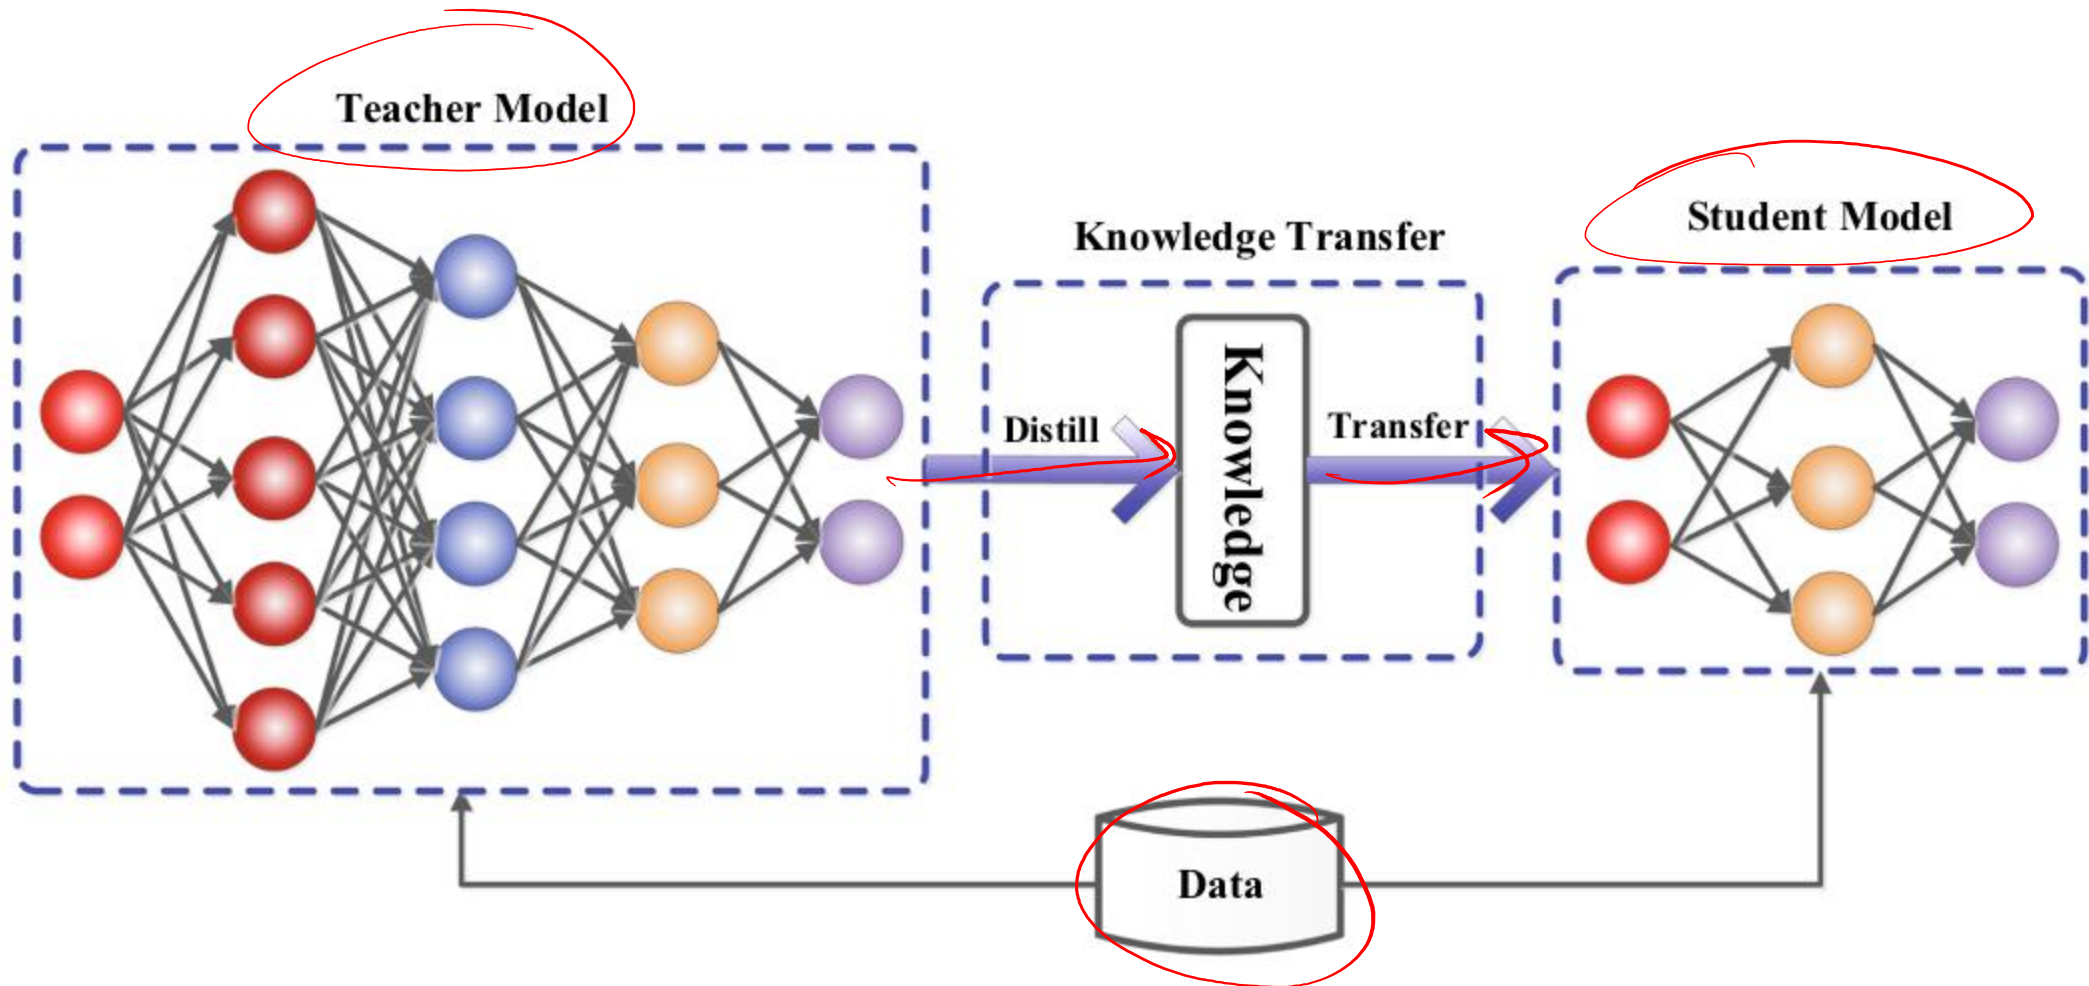 Teacher Model
Knowledge Transfer
Student Model
Distill
Knowledge
Transfer
Data